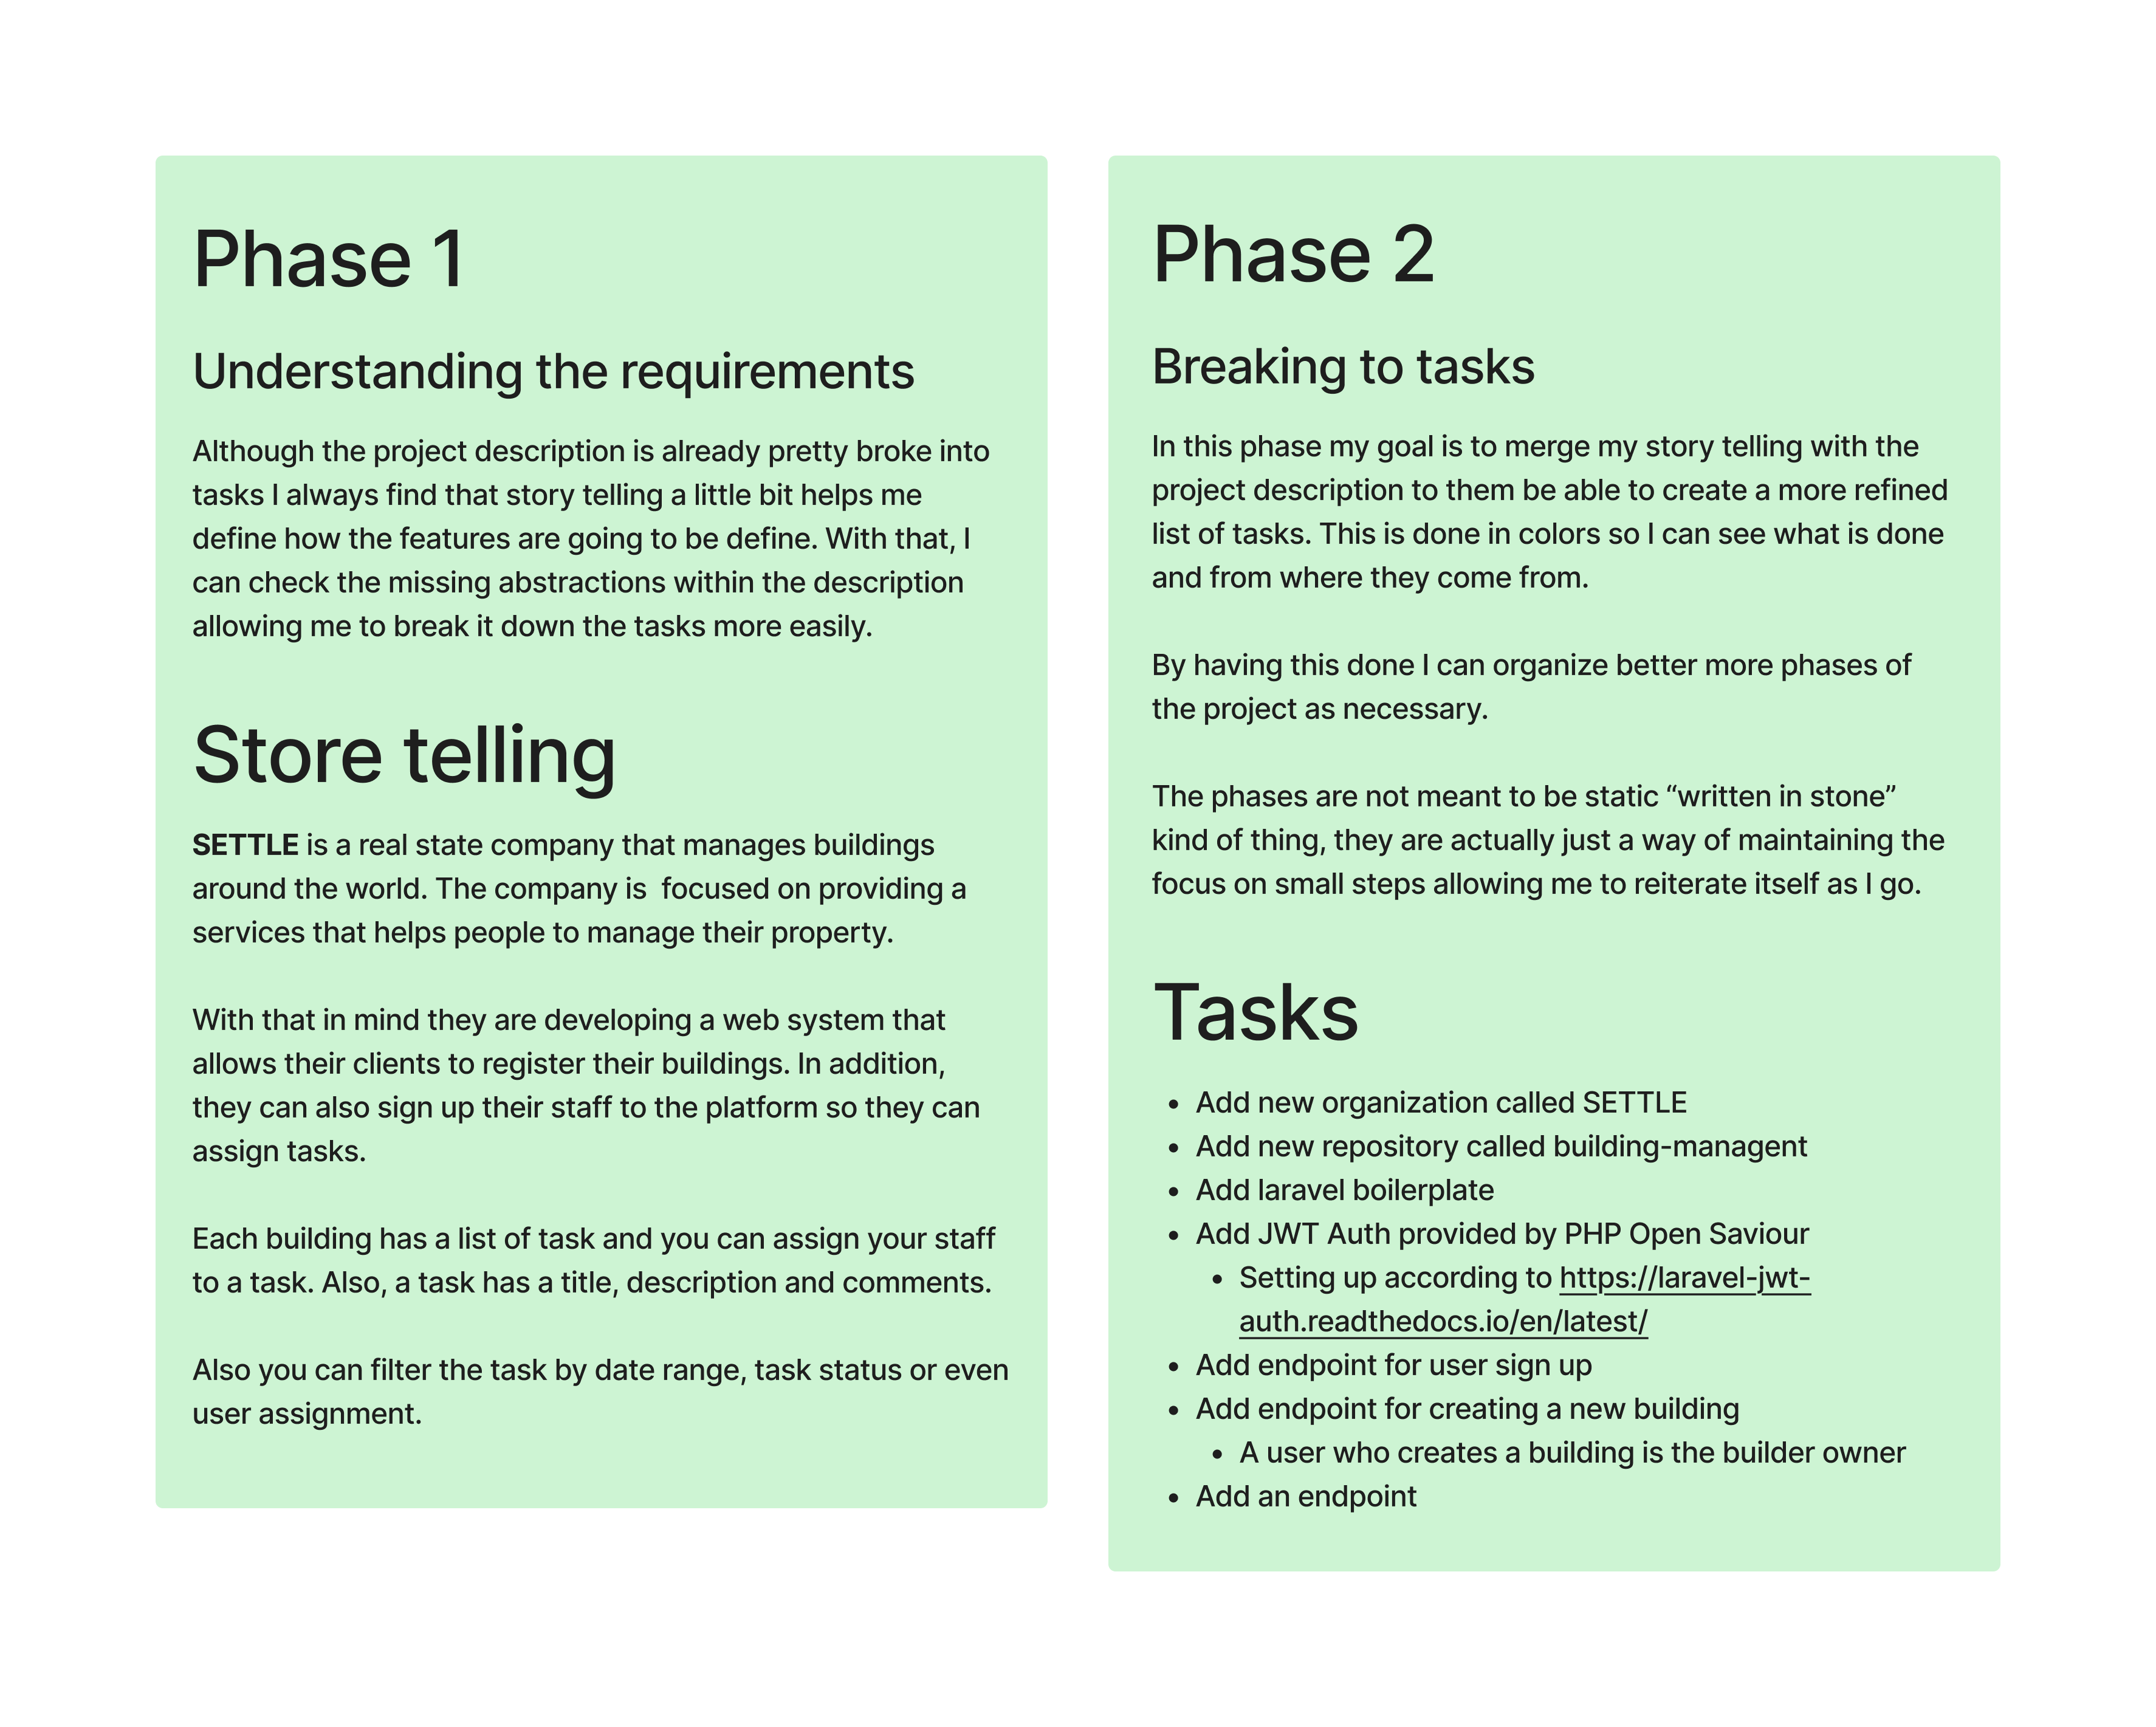 Phase 1
Understanding the requirements
Although the project description is already pretty broke into
tasks I always find that story telling a little bit helps me
define how the features are going to be define. With that, I
can check the missing abstractions within the description
allowing me to break it down the tasks more easily.
Store telling
SETTLE is a real state company that manages buildings
around the world. The company is  focused on providing a
services that helps people to manage their property.
With that in mind they are developing a web system that
allows their clients to register their buildings. In addition,
they can also sign up their staff to the platform so they can
assign tasks.
Each building has a list of task and you can assign your staff
to a task. Also, a task has a title, description and comments.
Also you can filter the task by date range, task status or even
user assignment.
Phase 2
Breaking to tasks
In this phase my goal is to merge my story telling with the
project description to them be able to create a more refined
list of tasks. This is done in colors so I can see what is done
and from where they come from.
By having this done I can organize better more phases of
the project as necessary.
The phases are not meant to be static “written in stone”
kind of thing, they are actually just a way of maintaining the
focus on small steps allowing me to reiterate itself as I go.
Tasks
• Add new organization called SETTLE
• Add new repository called building-managent
• Add laravel boilerplate
• Add JWT Auth provided by PHP Open Saviour
• Setting up according to https://laravel-jwt-
auth.readthedocs.io/en/latest/
• Add endpoint for user sign up
• Add endpoint for creating a new building
• A user who creates a building is the builder owner
• Add an endpoint